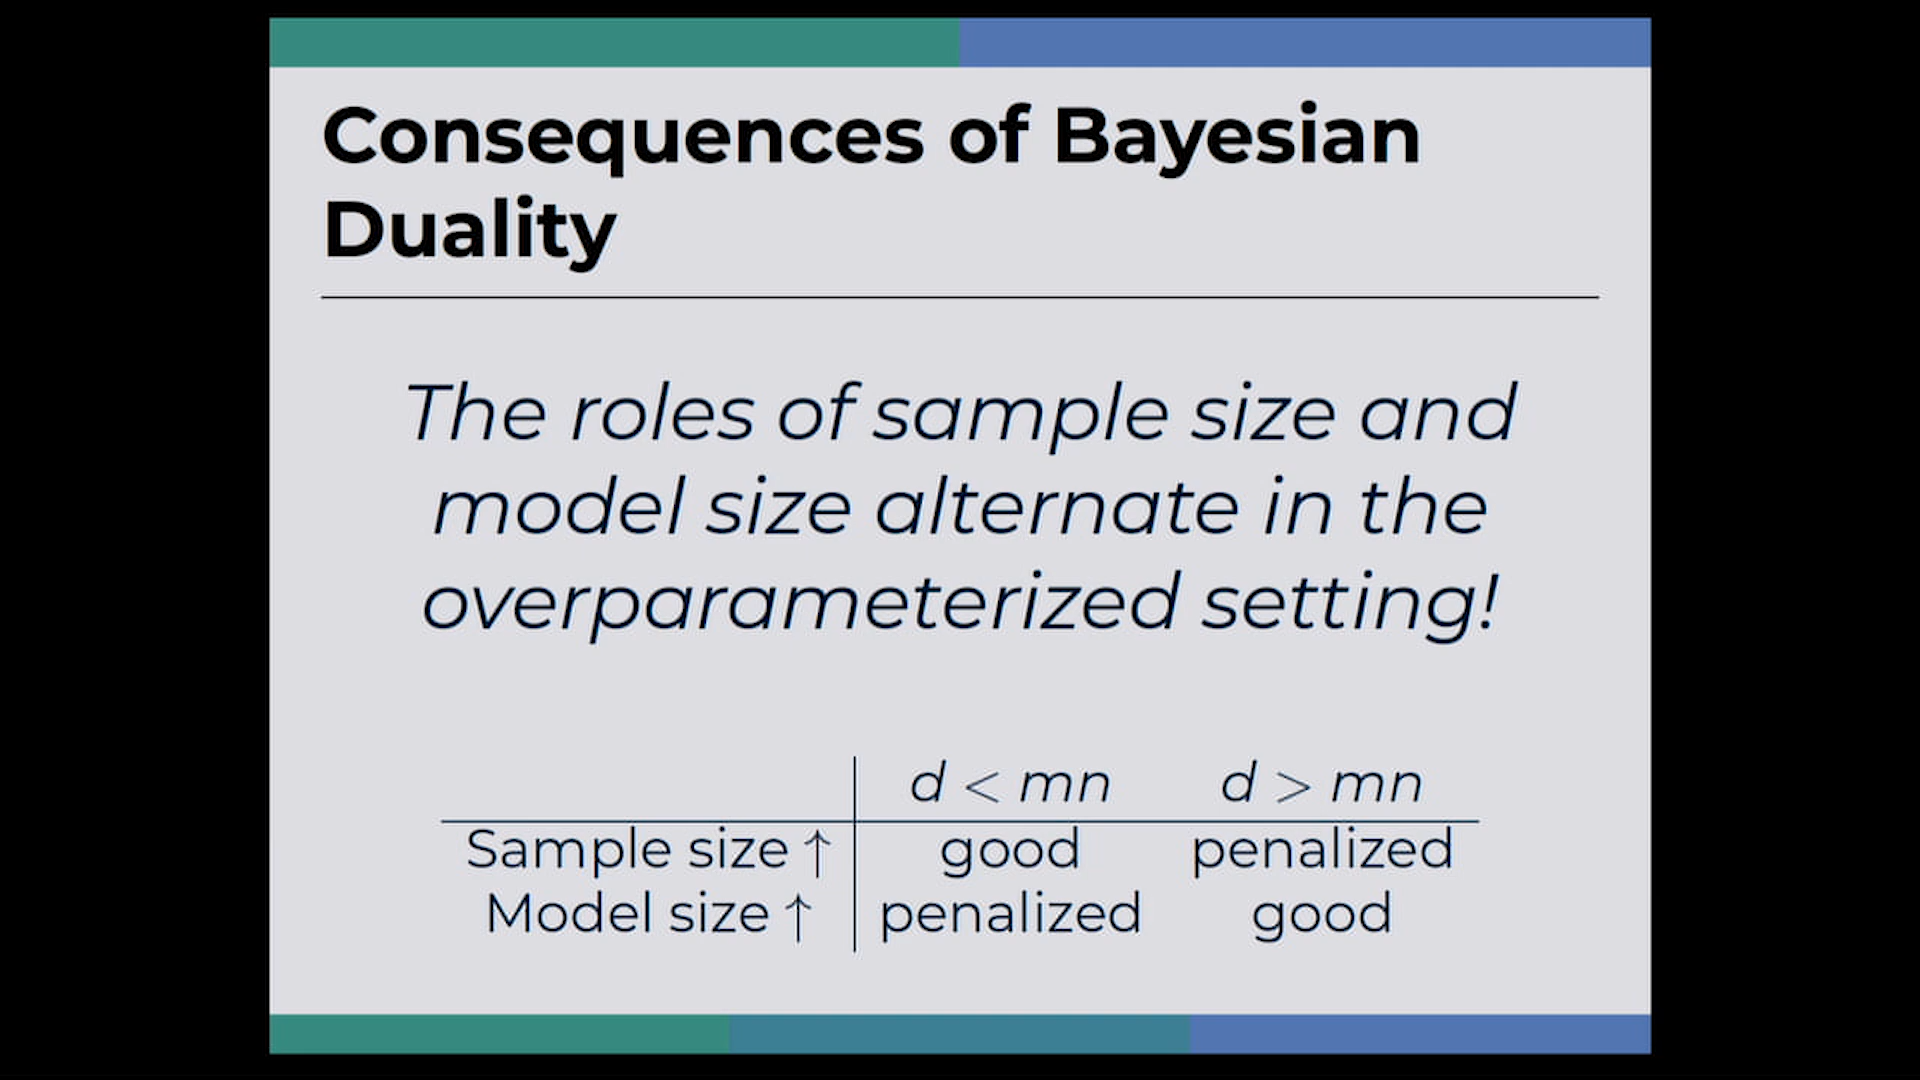 Consequences of Bayesian
Duality
The roles of sample size and
model size alternate in the
overparameterized setting!
d < mn d > mn
Sample size ↑ good penalized
Model size ↑ penalized good